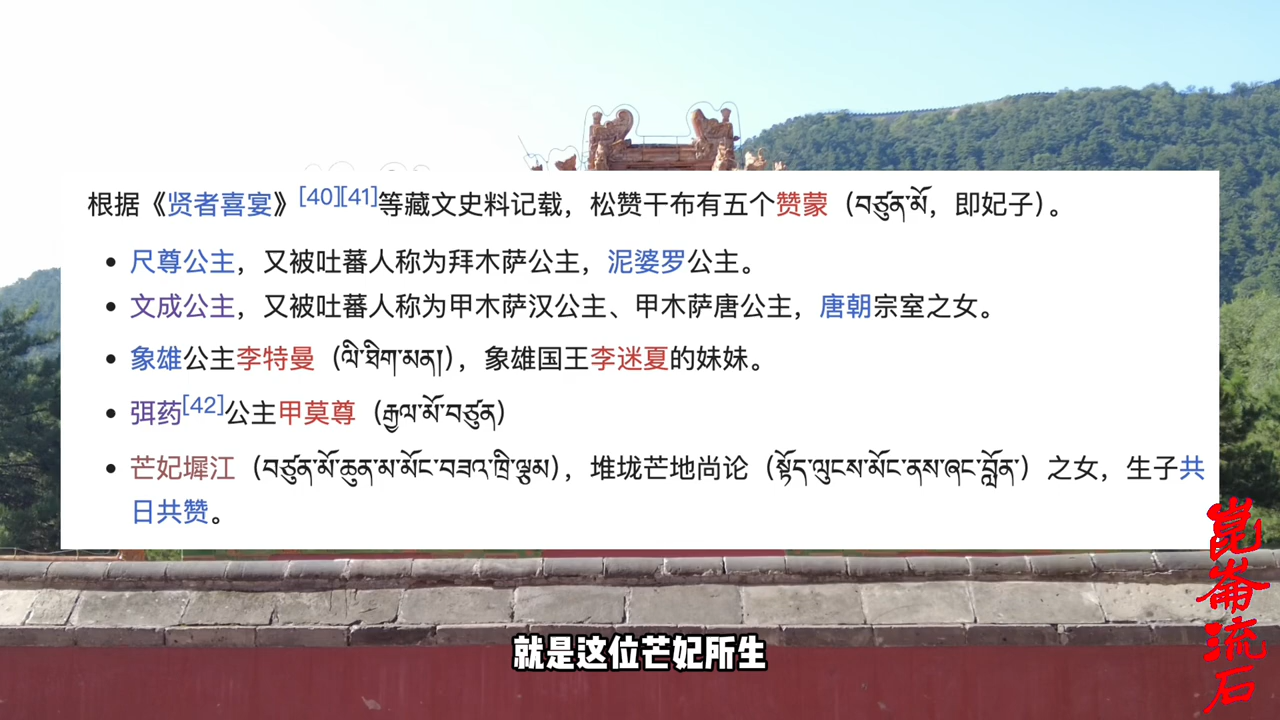 根据《贤者喜宴》[40][41]等藏文史料记载，松赞干布有五个赞蒙（བཙུན་མོ，即妃子）。
• 尺尊公主，又被吐蕃人称为拜木萨公主，泥婆罗公主。
• 文成公主，又被吐蕃人称为甲木萨汉公主、甲木萨唐公主，唐朝宗室之女。
• 象雄公主李特曼（ལི་ཐིག་མན།），象雄国王李迷夏的妹妹。
• 弭药[42]公主甲莫尊（རྒྱལ་མོ་བཙུན）
• 芒妃墀江（བཙུན་མོ་ཆུན་མ་མོང་བཟའ་ཁྲི་ལྕམ），堆垅芒地尚论（སྟོད་ལུངས་མོང་ནས་ཞང་བློན་）之女，生子共
日共赞。
就是这位芒妃所生
崑崙流石